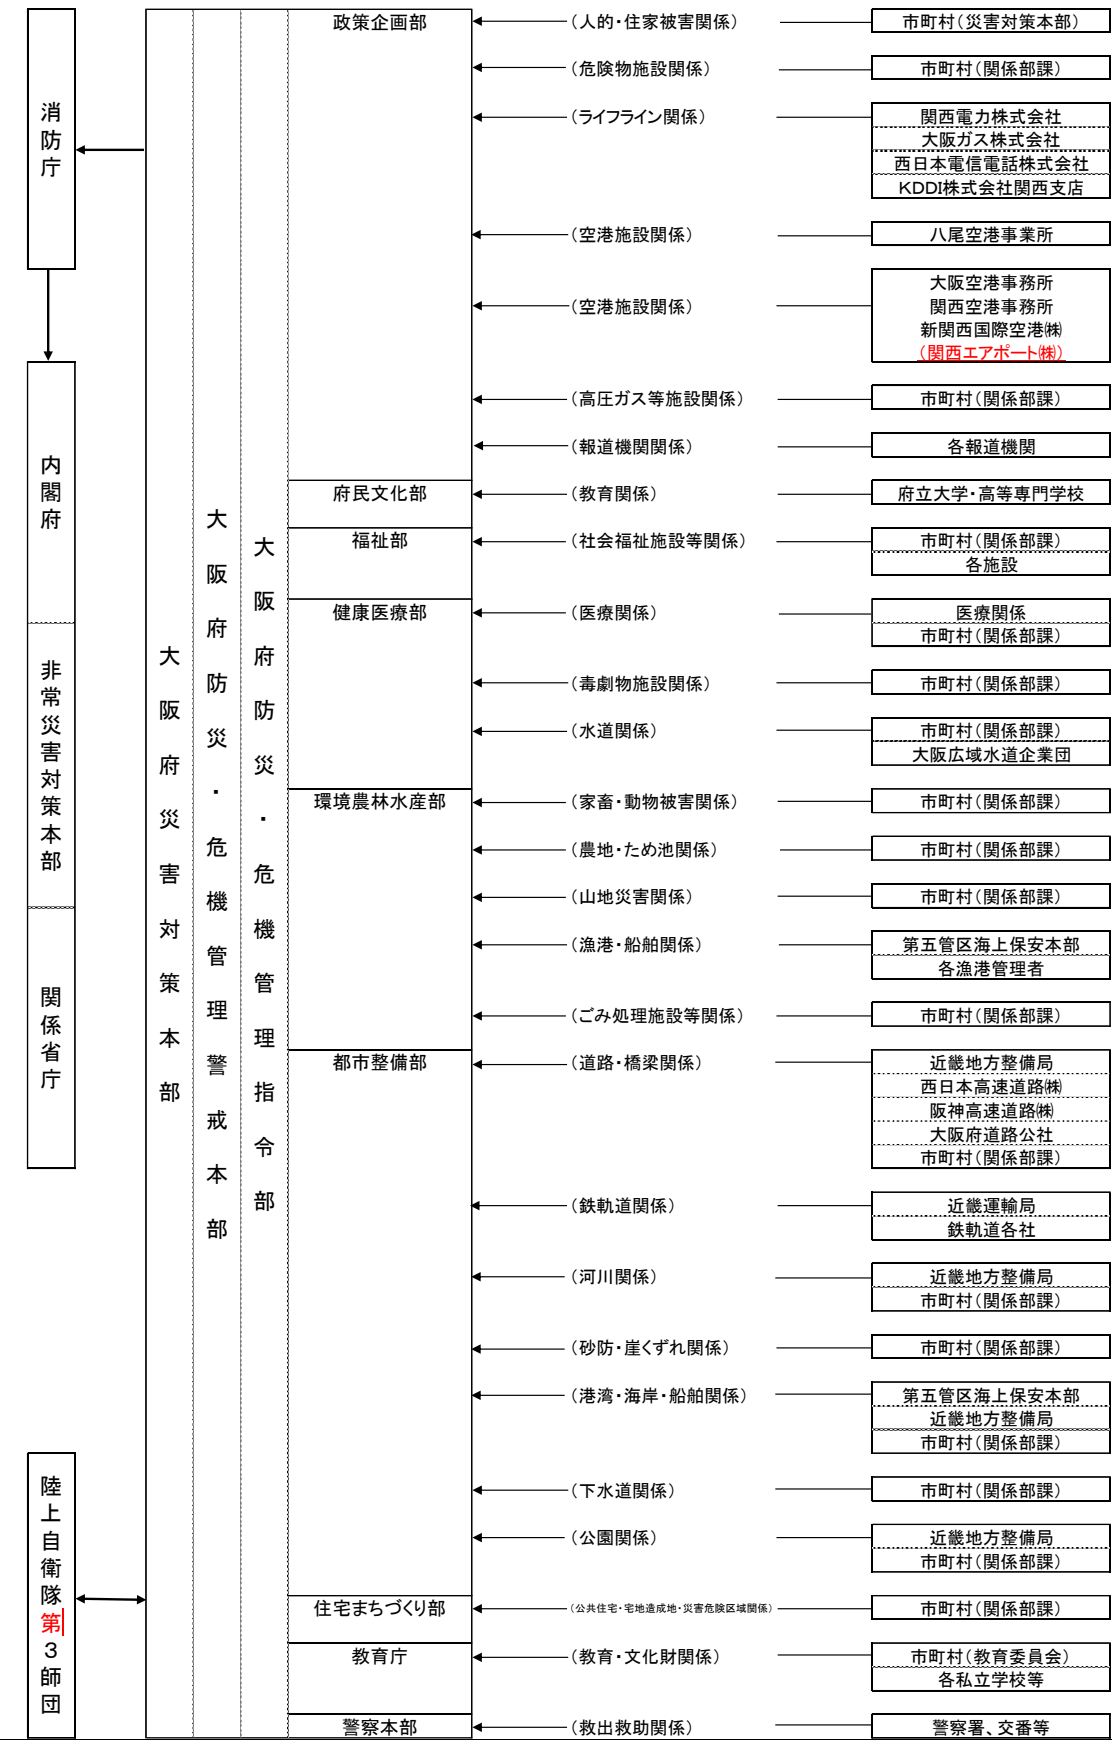 消防庁
内閣府
非常災害対策本部
関係省庁
陸上自衛隊第3師団
大阪府災害対策本部
大阪府防災・危機管理警戒本部
大阪府防災・危機管理指令部
政策企画部
(人的・住家被害関係)
市町村(災害対策本部)
(危険物施設関係)
市町村(関係部課)
(ライフライン関係)
関西電力株式会社
大阪ガス株式会社
西日本電信電話株式会社
KDDI株式会社関西支店
(空港施設関係)
八尾空港事業所
(空港施設関係)
大阪空港事務所
関西空港事務所
新関西国際空港㈱
(関西エアポート㈱)
(高圧ガス等施設関係)
市町村(関係部課)
(報道機関関係)
各報道機関
府民文化部
(教育関係)
府立大学・高等専門学校
福祉部
(社会福祉施設等関係)
市町村(関係部課)
各施設
健康医療部
(医療関係)
医療関係
市町村(関係部課)
(毒劇物施設関係)
市町村(関係部課)
(水道関係)
市町村(関係部課)
大阪広域水道企業団
環境農林水産部
(家畜・動物被害関係)
市町村(関係部課)
(農地・ため池関係)
市町村(関係部課)
(山地災害関係)
市町村(関係部課)
(漁港・船舶関係)
第五管区海上保安本部
各漁港管理者
(ごみ処理施設等関係)
市町村(関係部課)
都市整備部
(道路・橋梁関係)
近畿地方整備局
西日本高速道路㈱
阪神高速道路㈱
大阪府道路公社
市町村(関係部課)
(鉄軌道関係)
近畿運輸局
鉄軌道各社
(河川関係)
近畿地方整備局
市町村(関係部課)
(砂防・崖くずれ関係)
市町村(関係部課)
(港湾・海岸・船舶関係)
第五管区海上保安本部
近畿地方整備局
市町村(関係部課)
(下水道関係)
市町村(関係部課)
(公園関係)
近畿地方整備局
市町村(関係部課)
住宅まちづくり部
(公共住宅・宅地造成地・災害危険区域関係)
市町村(関係部課)
教育庁
(教育・文化財関係)
市町村(教育委員会)
各私立学校等
警察本部
(救出救助関係)
警察署、交番等